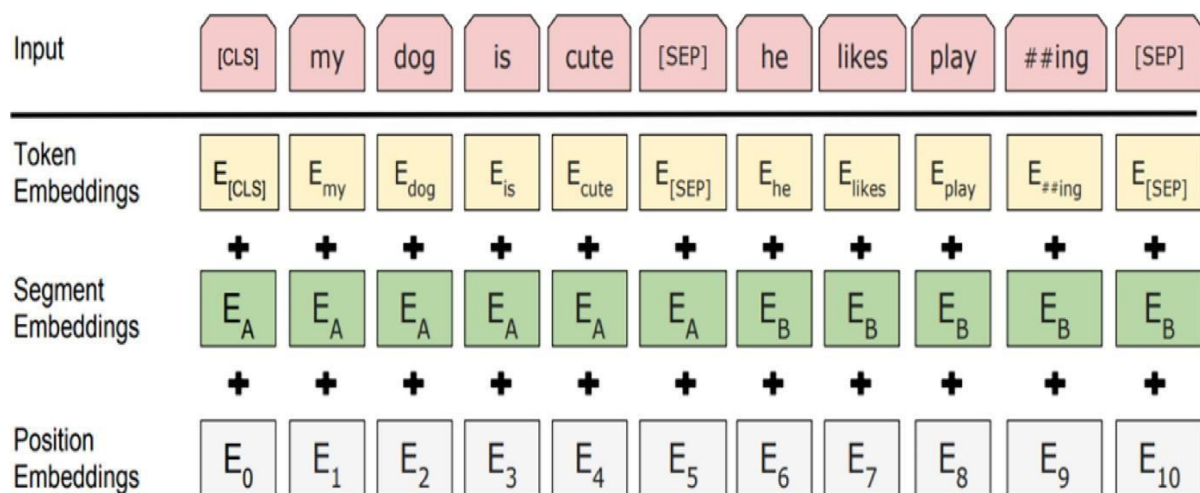 Input [CLS] my dog is cute [SEP] he likes play ##ing [SEP]
Token Embeddings E[CLS] Emy Edog Eis Ecute E[SEP] Ehe Elikes Eplay E##ing E[SEP]
+ + + + + + + + + + +
Segment Embeddings EA EA EA EA EA EA EB EB EB EB EB
+ + + + + + + + + + +
Position Embeddings E0 E1 E2 E3 E4 E5 E6 E7 E8 E9 E10